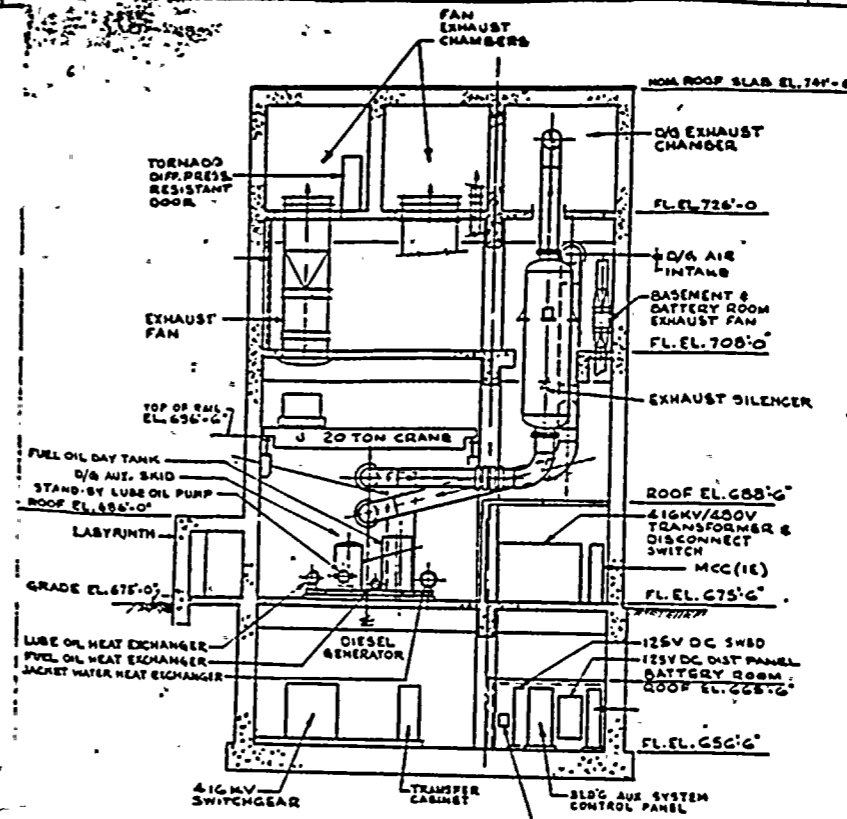 FAN
EXHAUST
CHAMBERS
NOM. ROOF SLAB EL. 741'-6
D/G EXHAUST
CHAMBER
TORNADO
DIFF. PRESS
RESISTANT
DOOR
FL. EL. 726'-0
D/G AIR
INTAKE
BASEMENT &
BATTERY ROOM
EXHAUST FAN
EXHAUST
FAN
FL. EL. 708'-0"
EXHAUST SILENCER
TOP OF RAIL
EL. 696'-6"
20 TON CRANE
FUEL OIL DAY TANK
D/G AUX. SKID
STAND-BY LUBE OIL PUMP
ROOF EL. 686'-0"
ROOF EL. 688'-6"
4.16KV/480V
TRANSFORMER &
DISCONNECT
SWITCH
LABYRINTH
MCC (1E)
GRADE EL. 675'-0"
FL. EL. 675'-6"
LUBE OIL HEAT EXCHANGER
FUEL OIL HEAT EXCHANGER
JACKET WATER HEAT EXCHANGER
DIESEL
GENERATOR
125V DC SWBD
125V DC DIST PANEL
BATTERY ROOM
ROOF EL. 665'-6"
FL. EL. 656'-6"
4.16KV
SWITCHGEAR
TRANSFER
CABINET
BLD'G AUX SYSTEM
CONTROL PANEL